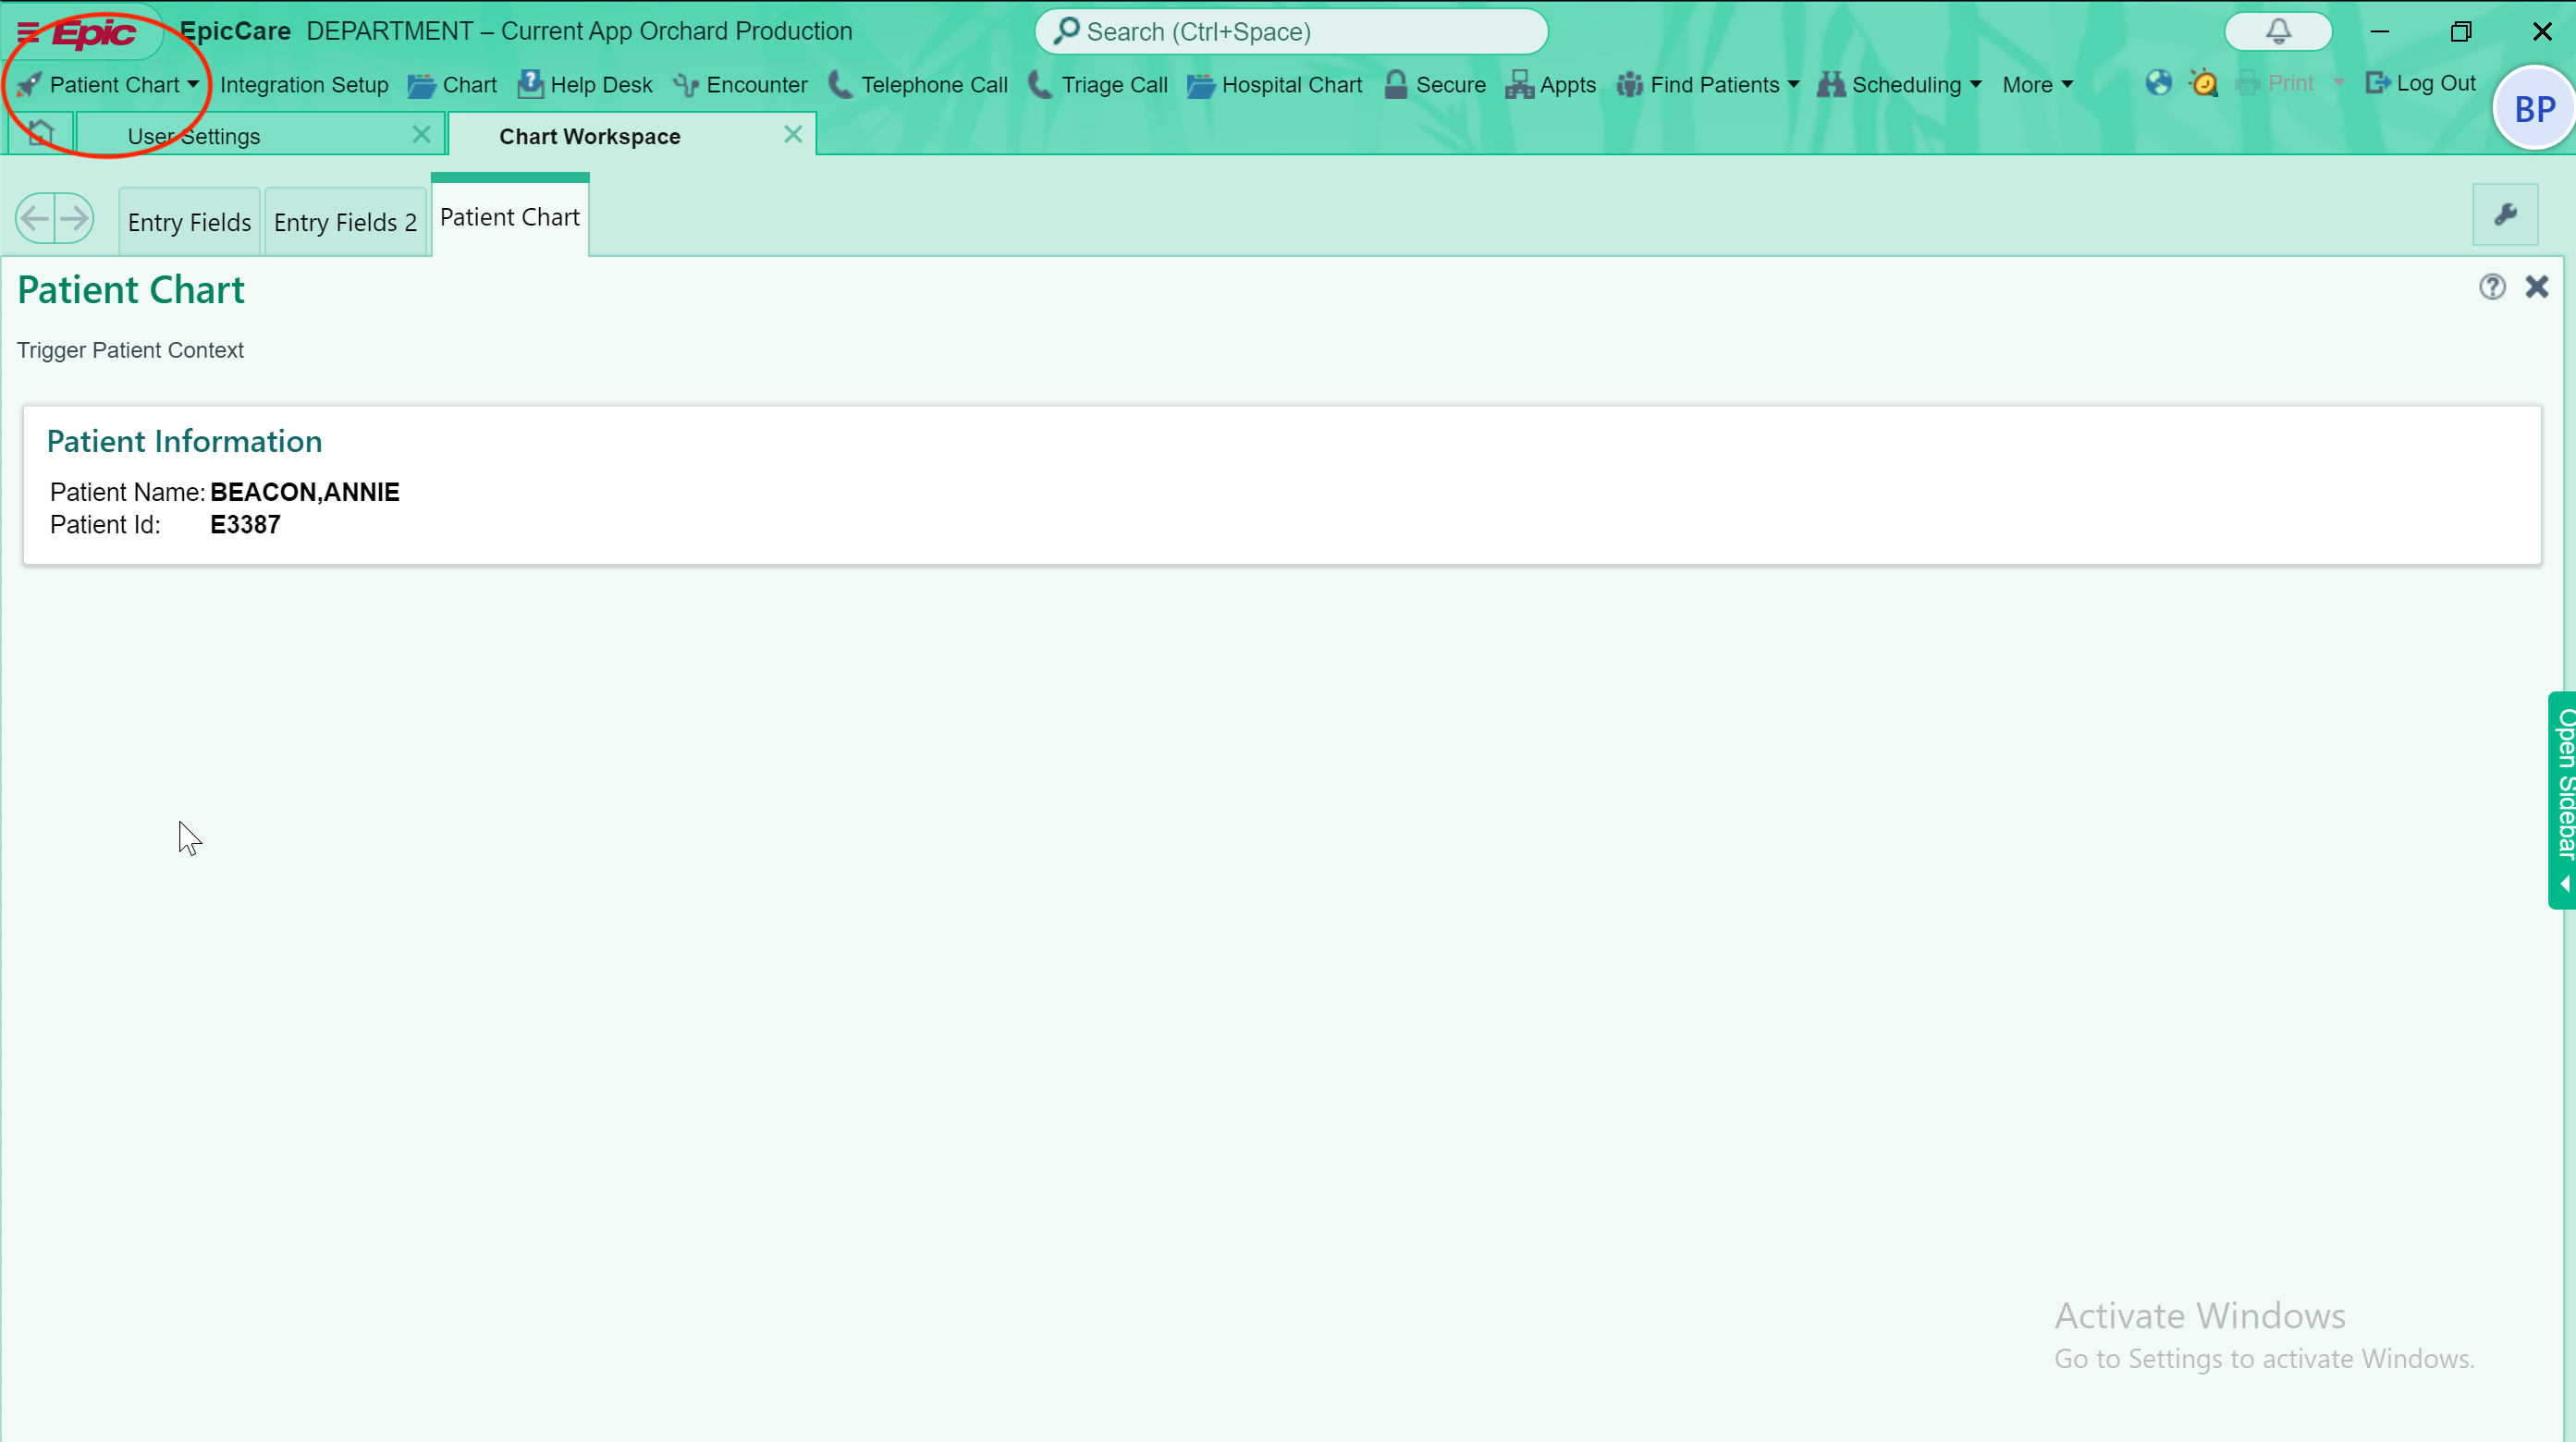 Epic EpicCare DEPARTMENT – Current App Orchard Production Search (Ctrl+Space)
Patient Chart Integration Setup Chart Help Desk Encounter Telephone Call Triage Call Hospital Chart Secure Appts Find Patients Scheduling More Print Log Out BP
User Settings Chart Workspace
Entry Fields Entry Fields 2 Patient Chart
Patient Chart
Trigger Patient Context
Patient Information
Patient Name: BEACON,ANNIE
Patient Id: E3387
Open Sidebar
Activate Windows
Go to Settings to activate Windows.